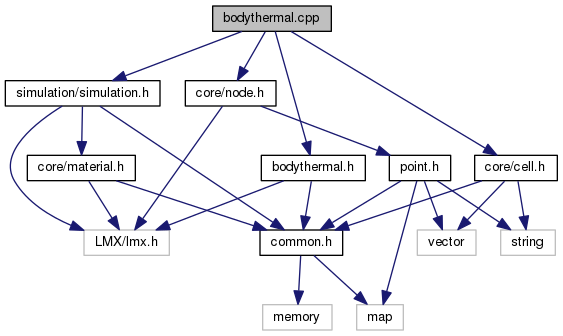 bodythermal.cpp
simulation/simulation.h
core/node.h
core/material.h
bodythermal.h
point.h
core/cell.h
LMX/lmx.h
common.h
vector
string
memory
map